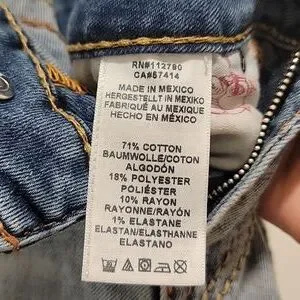 RN#112790
CA#57414
MADE IN MEXICO
HERGESTELLT IN MEXIKO
FABRIQUÉ AU MEXIQUE
HECHO EN MÉXICO
71% COTTON
BAUMWOLLE/COTON
ALGODÓN
18% POLYESTER
POLIÉSTER
10% RAYON
RAYONNE/RAYÓN
1% ELASTANE
ELASTAN/ELASTHANNE
ELASTANO